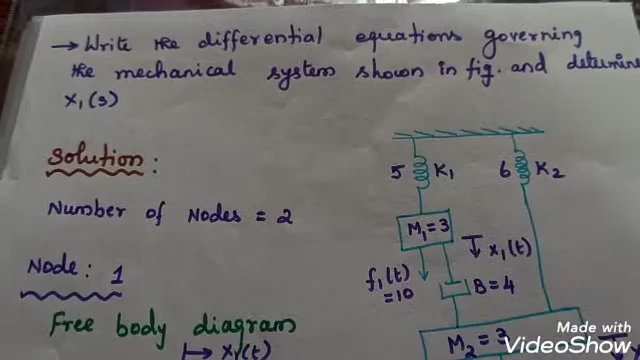 → Write the differential equations governing
the mechanical system shown in fig. and determine
X₁(s)
Solution:
Number of Nodes = 2
Node: 1
Free body diagram
↦ X₁(t)
5 K₁ 6 K₂
M₁=3
X₁(t)
f₁(t)
=10
B=4
M₂=3
Made with
VideoShow